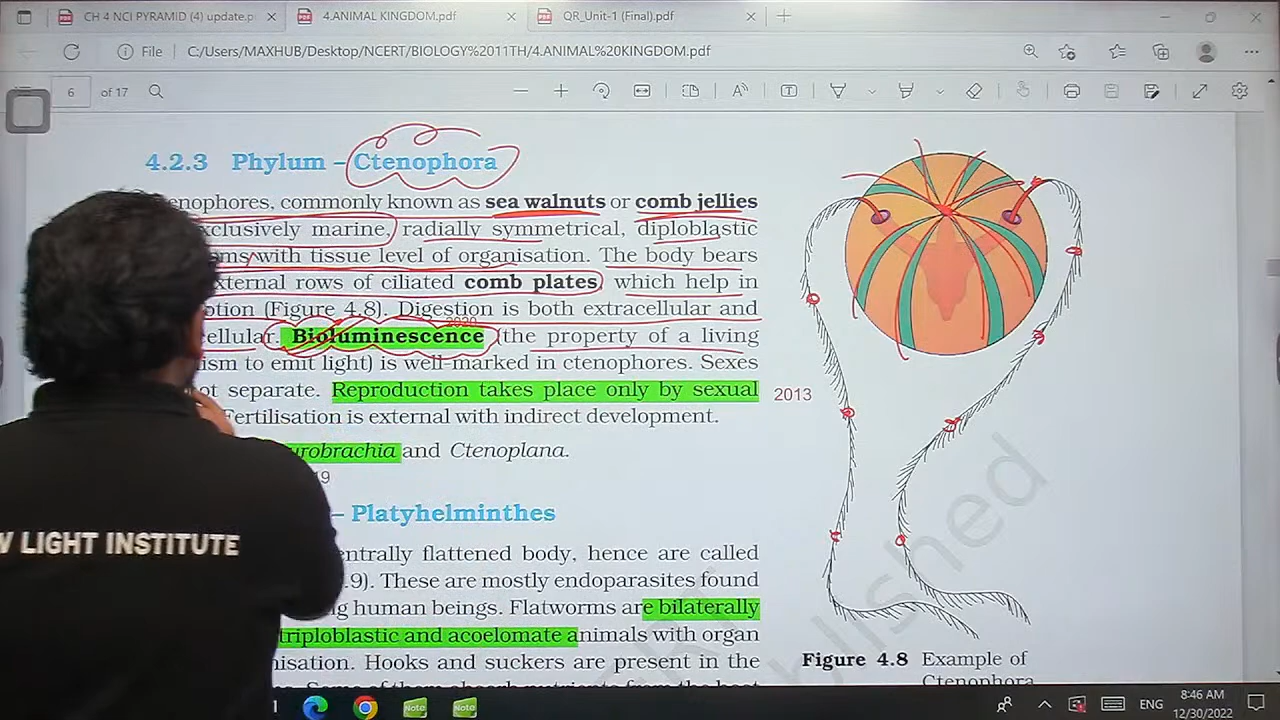 CH 4 NCI PYRAMID (4) update.p
4.ANIMAL KINGDOM.pdf
QR_Unit-1 (Final).pdf
File C:/Users/MAXHUB/Desktop/NCERT/BIOLOGY%2011TH/4.ANIMAL%20KINGDOM.pdf
6 of 17
4.2.3 Phylum – Ctenophora
enophores, commonly known as sea walnuts or comb jellies
xclusively marine, radially symmetrical, diploblastic
ms with tissue level of organisation. The body bears
xternal rows of ciliated comb plates, which help in
otion (Figure 4.8). Digestion is both extracellular and
2020
cellular. Bioluminescence (the property of a living
ism to emit light) is well-marked in ctenophores. Sexes
ot separate. Reproduction takes place only by sexual
2013
Fertilisation is external with indirect development.
urobrachia and Ctenoplana.
19
– Platyhelminthes
entrally flattened body, hence are called
.9). These are mostly endoparasites found
ng human beings. Flatworms are bilaterally
triploblastic and acoelomate animals with organ
nisation. Hooks and suckers are present in the
Figure 4.8 Example of
Ctenophora
W LIGHT INSTITUTE
Note
Note
ENG
8:46 AM
12/30/2022